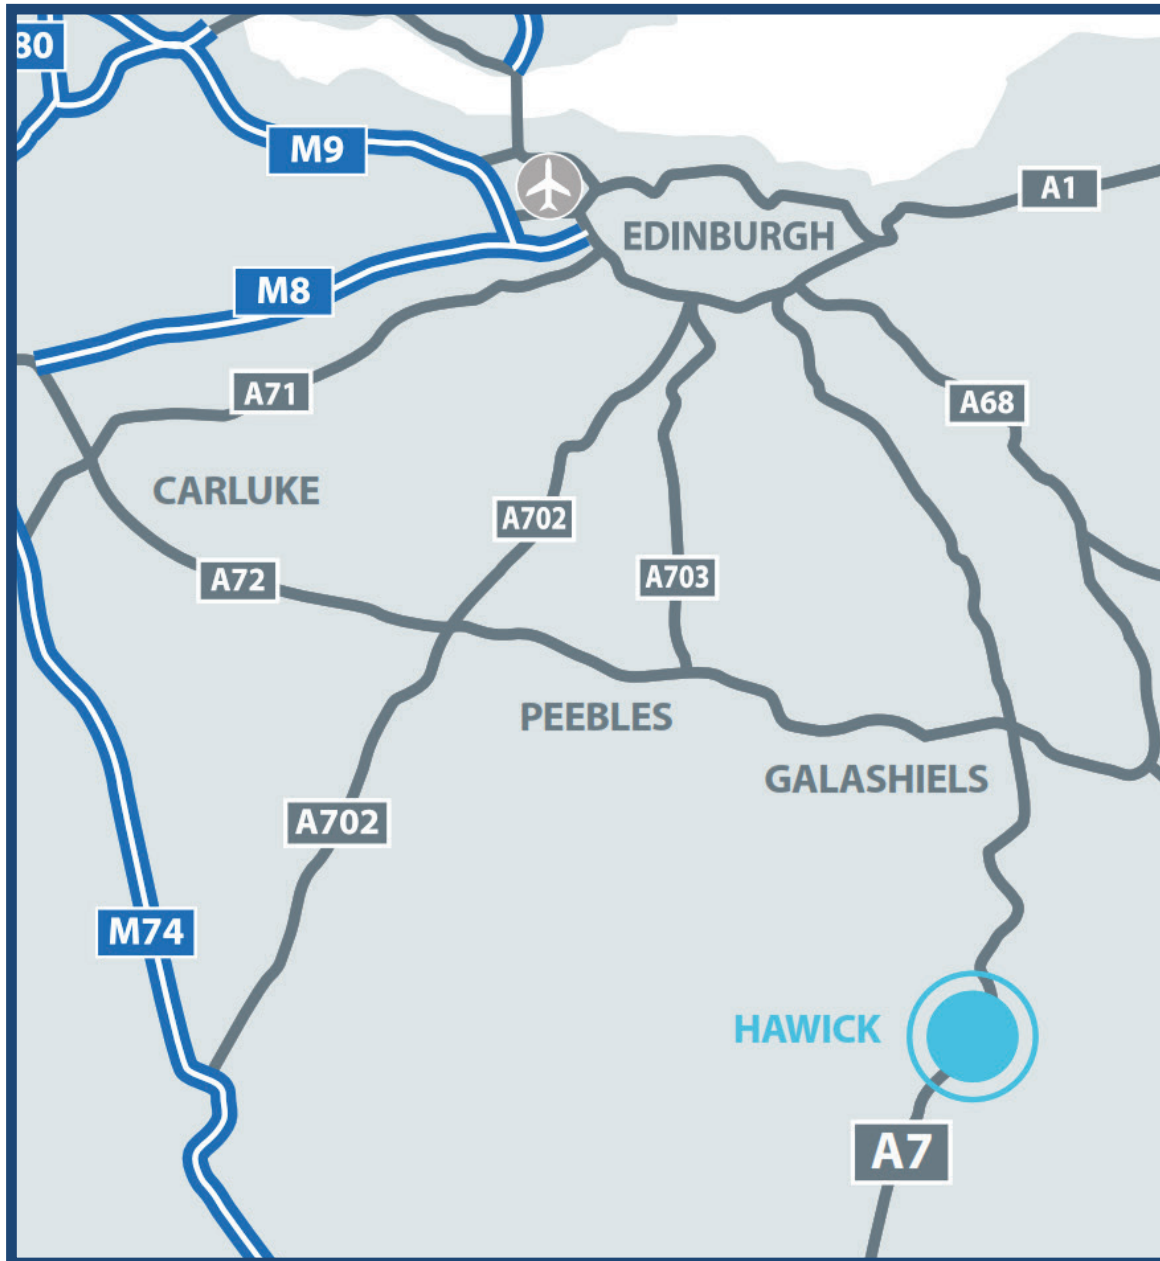 80
M9
A1
EDINBURGH
M8
A71
A68
CARLUKE
A702
A72
A703
PEEBLES
GALASHIELS
A702
M74
HAWICK
A7